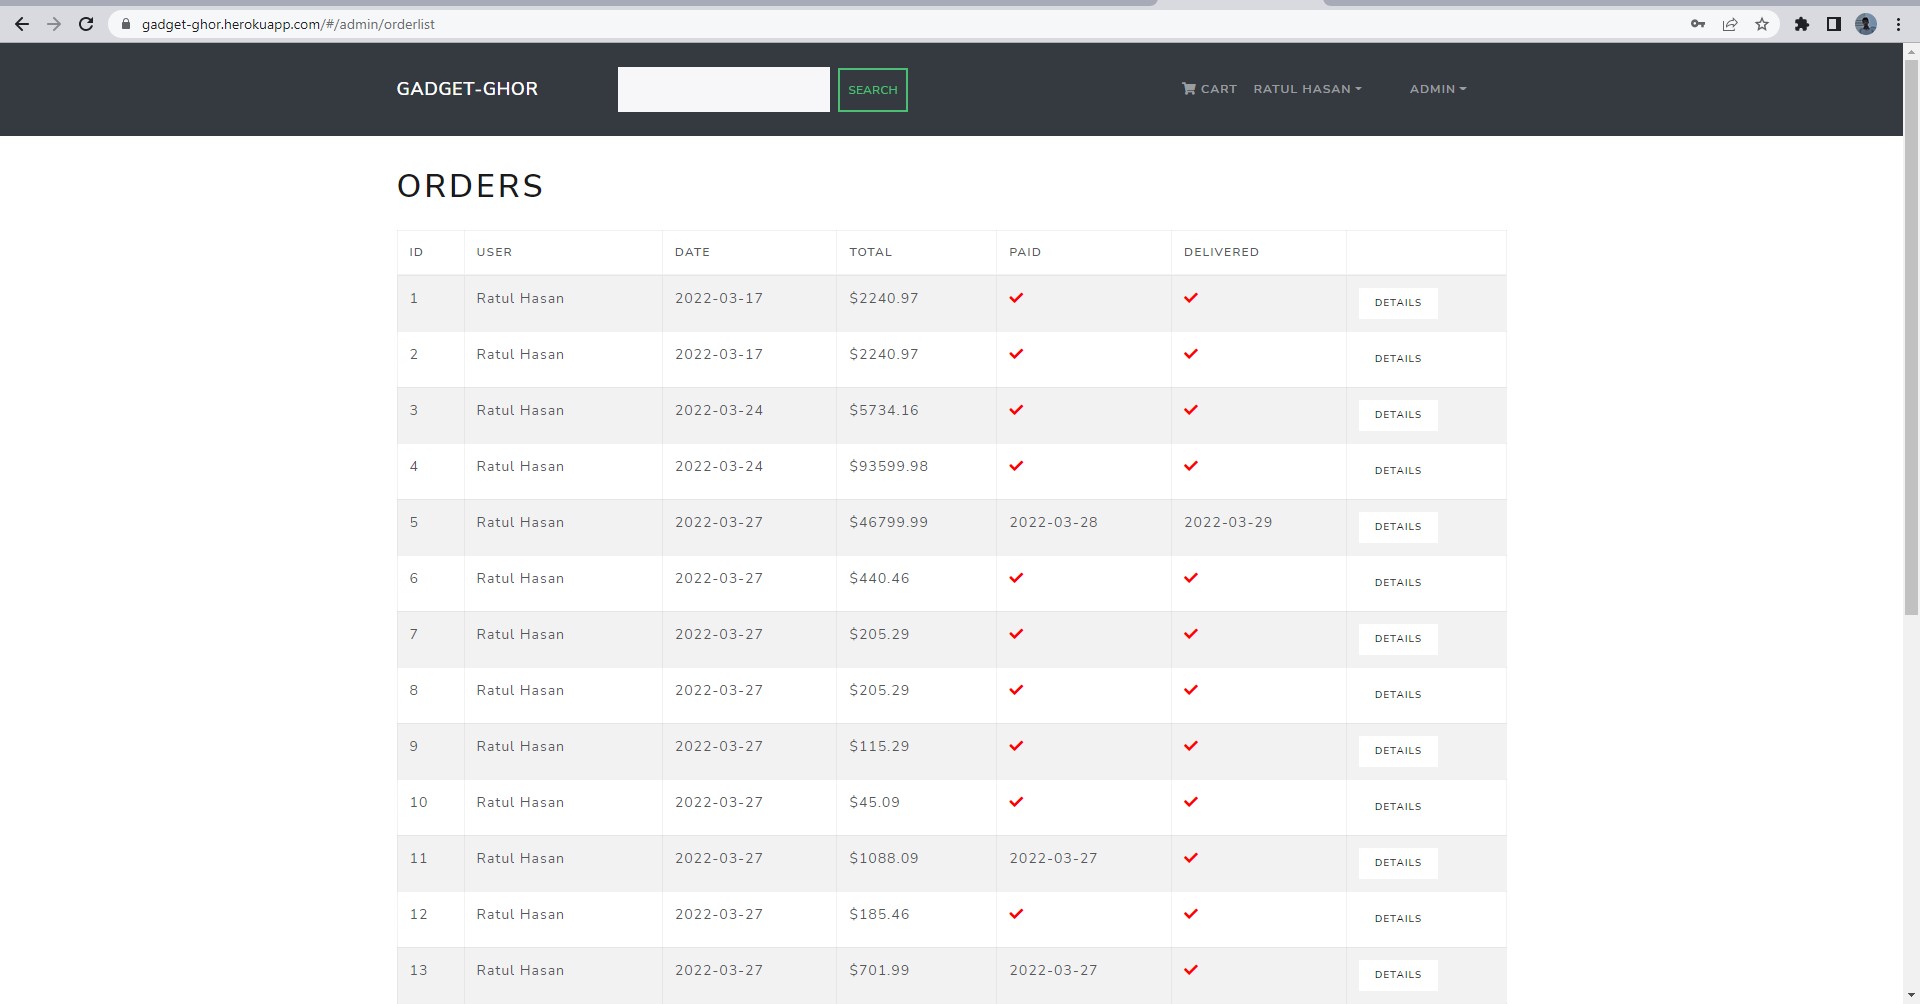 gadget-ghor.herokuapp.com/#/admin/orderlist
GADGET-GHOR SEARCH CART RATUL HASAN ADMIN
ORDERS
ID USER DATE TOTAL PAID DELIVERED
1 Ratul Hasan 2022-03-17 $2240.97 DETAILS
2 Ratul Hasan 2022-03-17 $2240.97 DETAILS
3 Ratul Hasan 2022-03-24 $5734.16 DETAILS
4 Ratul Hasan 2022-03-24 $93599.98 DETAILS
5 Ratul Hasan 2022-03-27 $46799.99 2022-03-28 2022-03-29 DETAILS
6 Ratul Hasan 2022-03-27 $440.46 DETAILS
7 Ratul Hasan 2022-03-27 $205.29 DETAILS
8 Ratul Hasan 2022-03-27 $205.29 DETAILS
9 Ratul Hasan 2022-03-27 $115.29 DETAILS
10 Ratul Hasan 2022-03-27 $45.09 DETAILS
11 Ratul Hasan 2022-03-27 $1088.09 2022-03-27 DETAILS
12 Ratul Hasan 2022-03-27 $185.46 DETAILS
13 Ratul Hasan 2022-03-27 $701.99 2022-03-27 DETAILS